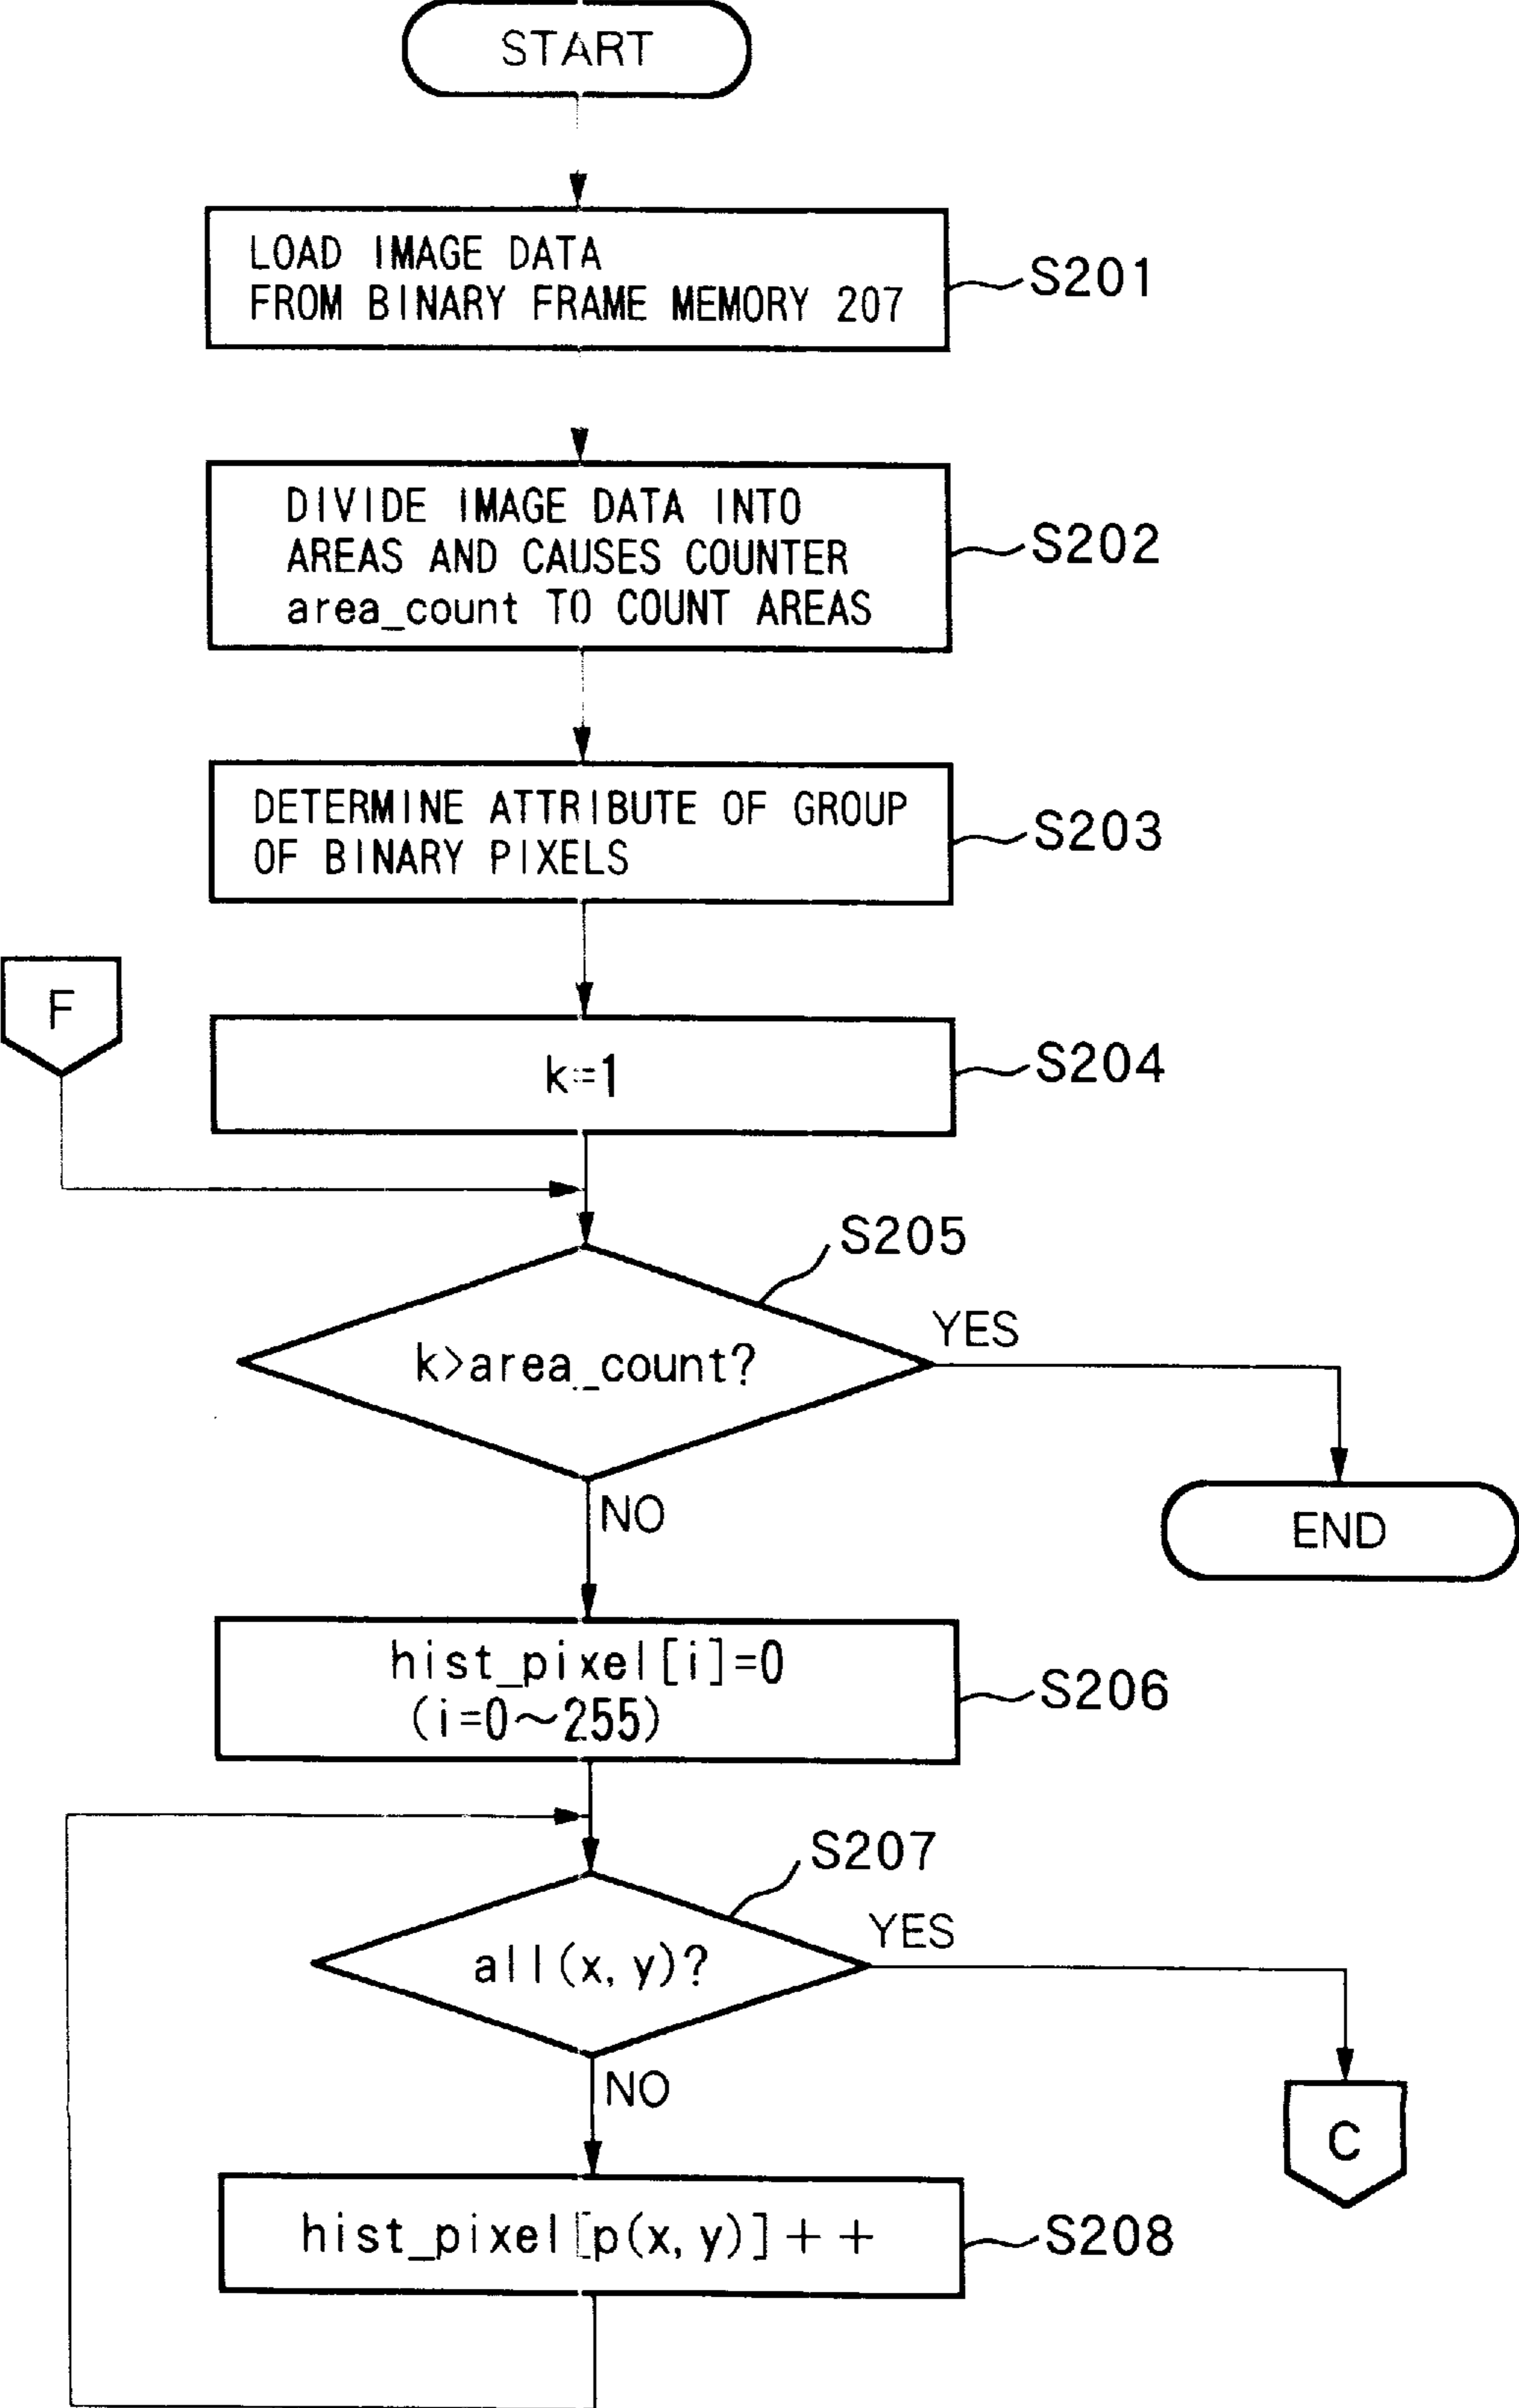 START
LOAD IMAGE DATA
FROM BINARY FRAME MEMORY 207
S201
DIVIDE IMAGE DATA INTO
AREAS AND CAUSES COUNTER
area_count TO COUNT AREAS
S202
DETERMINE ATTRIBUTE OF GROUP
OF BINARY PIXELS
S203
F
k=1
S204
S205
k>area_count?
YES
NO
END
hist_pixel[i]=0
(i=0～255)
S206
S207
all(x, y)?
YES
NO
C
hist_pixel[p(x, y)]++
S208